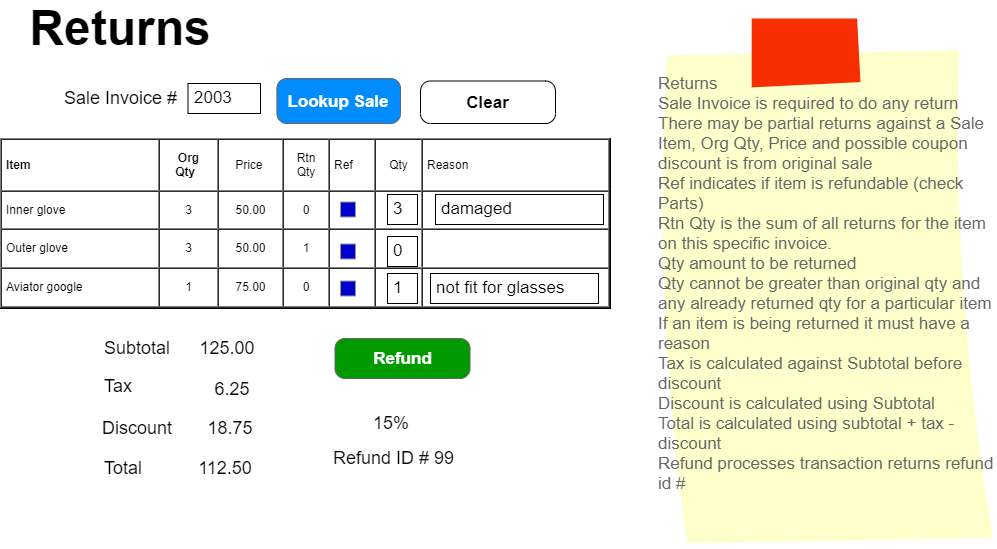 Returns
Sale Invoice # 2003 Lookup Sale Clear
Item Org Qty Price Rtn Qty Ref Qty Reason
Inner glove 3 50.00 0 3 damaged
Outer glove 3 50.00 1 0
Aviator google 1 75.00 0 1 not fit for glasses
Subtotal 125.00 Refund
Tax 6.25
Discount 18.75 15%
Total 112.50 Refund ID # 99
Returns
Sale Invoice is required to do any return
There may be partial returns against a Sale
Item, Org Qty, Price and possible coupon
discount is from original sale
Ref indicates if item is refundable (check
Parts)
Rtn Qty is the sum of all returns for the item
on this specific invoice.
Qty amount to be returned
Qty cannot be greater than original qty and
any already returned qty for a particular item
If an item is being returned it must have a
reason
Tax is calculated against Subtotal before
discount
Discount is calculated using Subtotal
Total is calculated using subtotal + tax -
discount
Refund processes transaction returns refund
id #